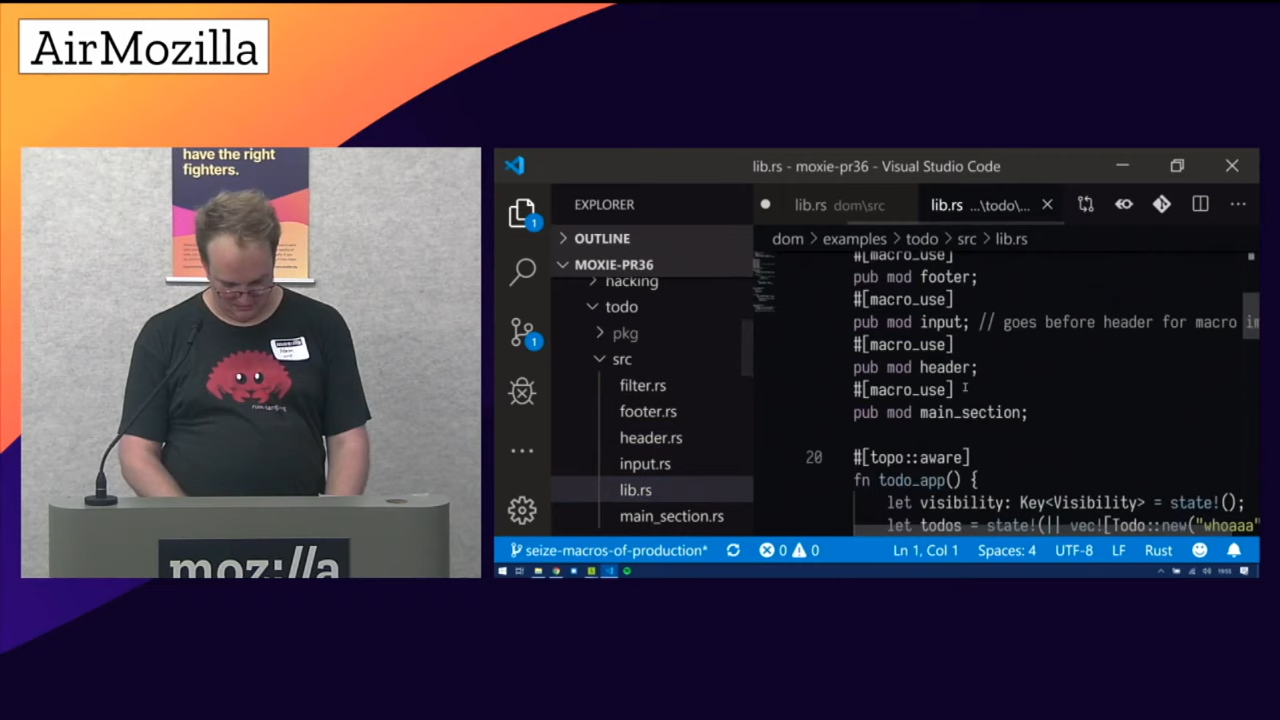 AirMozilla
have the right
fighters.
moz://a
lib.rs - moxie-pr36 - Visual Studio Code
EXPLORER
OUTLINE
MOXIE-PR36
hacking
todo
pkg
src
filter.rs
footer.rs
header.rs
input.rs
lib.rs
main_section.rs
1
1
lib.rs dom\src
lib.rs ...\todo\...
dom > examples > todo > src > lib.rs
#[macro_use]
pub mod footer;
#[macro_use]
pub mod input; // goes before header for macro im
#[macro_use]
pub mod header;
#[macro_use]
pub mod main_section;
20 #[topo::aware]
fn todo_app() {
let visibility: Key<Visibility> = state!();
let todos = state!(|| vec![Todo::new("whoaaa"
seize-macros-of-production* 0 0 Ln 1, Col 1 Spaces: 4 UTF-8 LF Rust